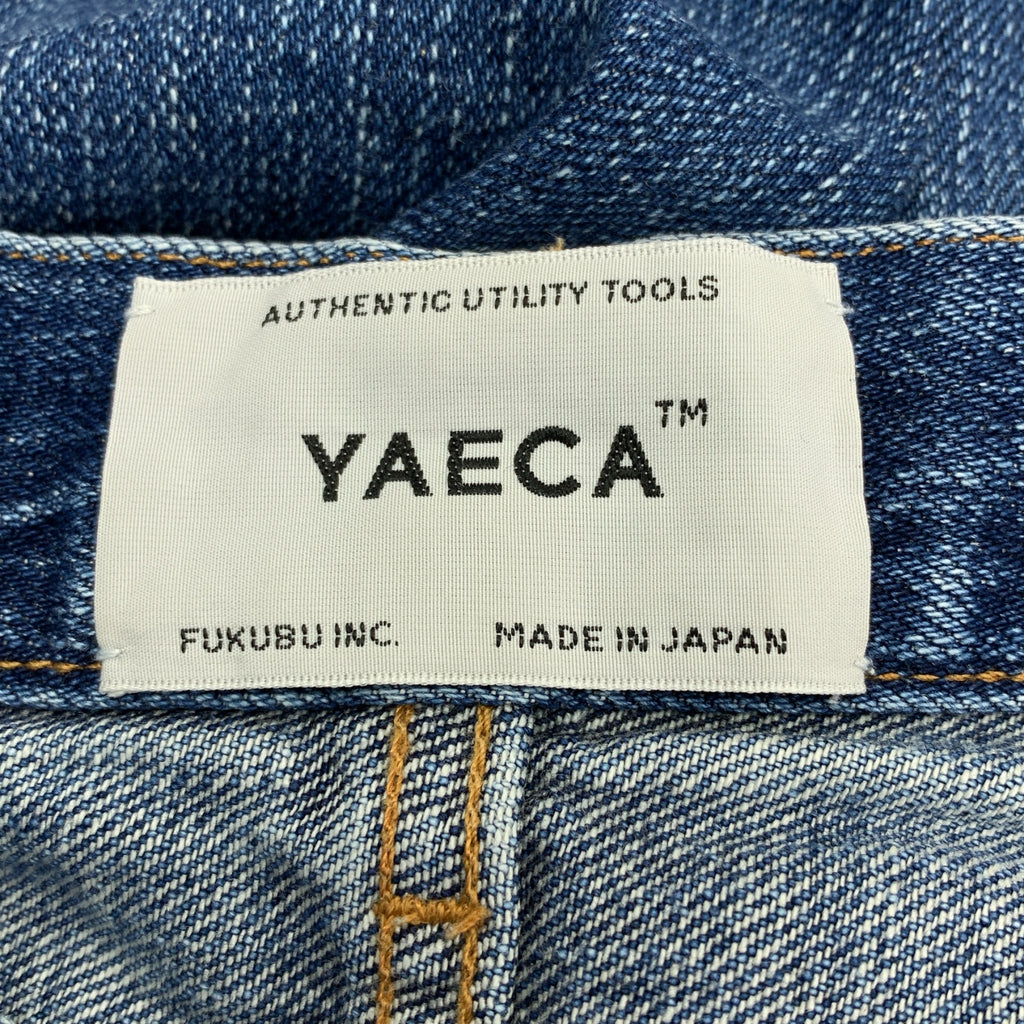 AUTHENTIC UTILITY TOOLS
YAECA™
FUKUBU INC. MADE IN JAPAN